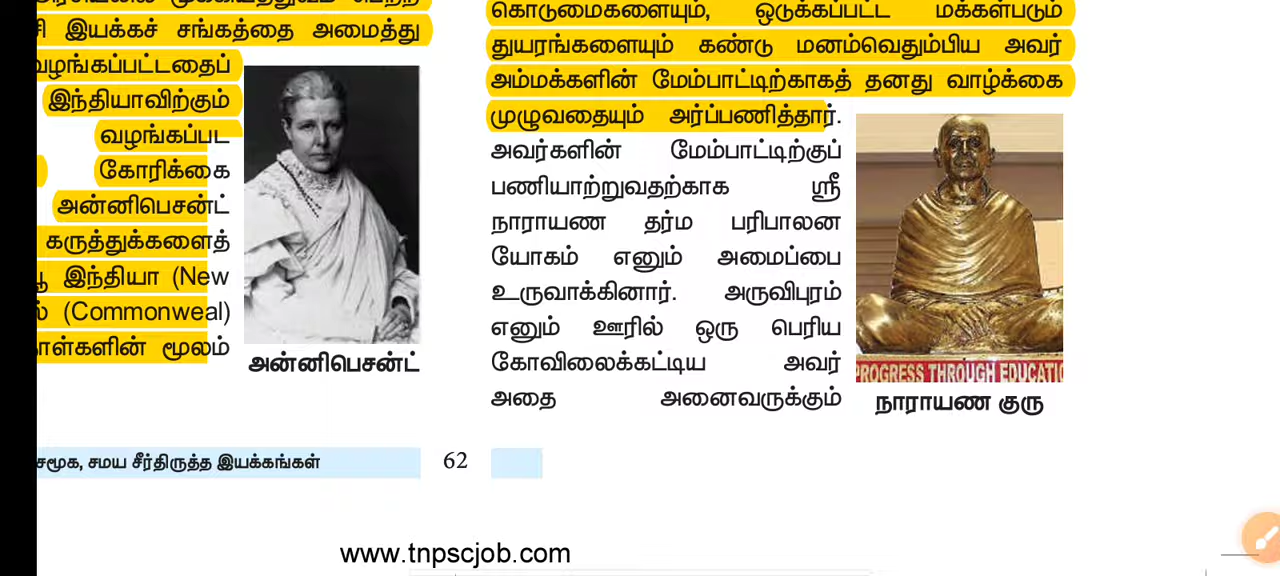 சி இயக்கச் சங்கத்தை அமைத்து
வழங்கப்பட்டதைப்
இந்தியாவிற்கும்
வழங்கப்பட
கோரிக்கை
அன்னிபெசன்ட்
கருத்துக்களைத்
யூ இந்தியா (New
ல் (Commonweal)
நாள்களின் மூலம்
அன்னிபெசன்ட்
கொடுமைகளையும், ஒடுக்கப்பட்ட மக்கள்படும்
துயரங்களையும் கண்டு மனம்வெதும்பிய அவர்
அம்மக்களின் மேம்பாட்டிற்காகத் தனது வாழ்க்கை
முழுவதையும் அர்ப்பணித்தார்.
அவர்களின் மேம்பாட்டிற்குப்
பணியாற்றுவதற்காக ஸ்ரீ
நாராயண தர்ம பரிபாலன
யோகம் எனும் அமைப்பை
உருவாக்கினார். அருவிபுரம்
எனும் ஊரில் ஒரு பெரிய
கோவிலைக்கட்டிய அவர்
அதை அனைவருக்கும்
PROGRESS THROUGH EDUCATIO
நாராயண குரு
சமூக, சமய சீர்திருத்த இயக்கங்கள்
62
www.tnpscjob.com